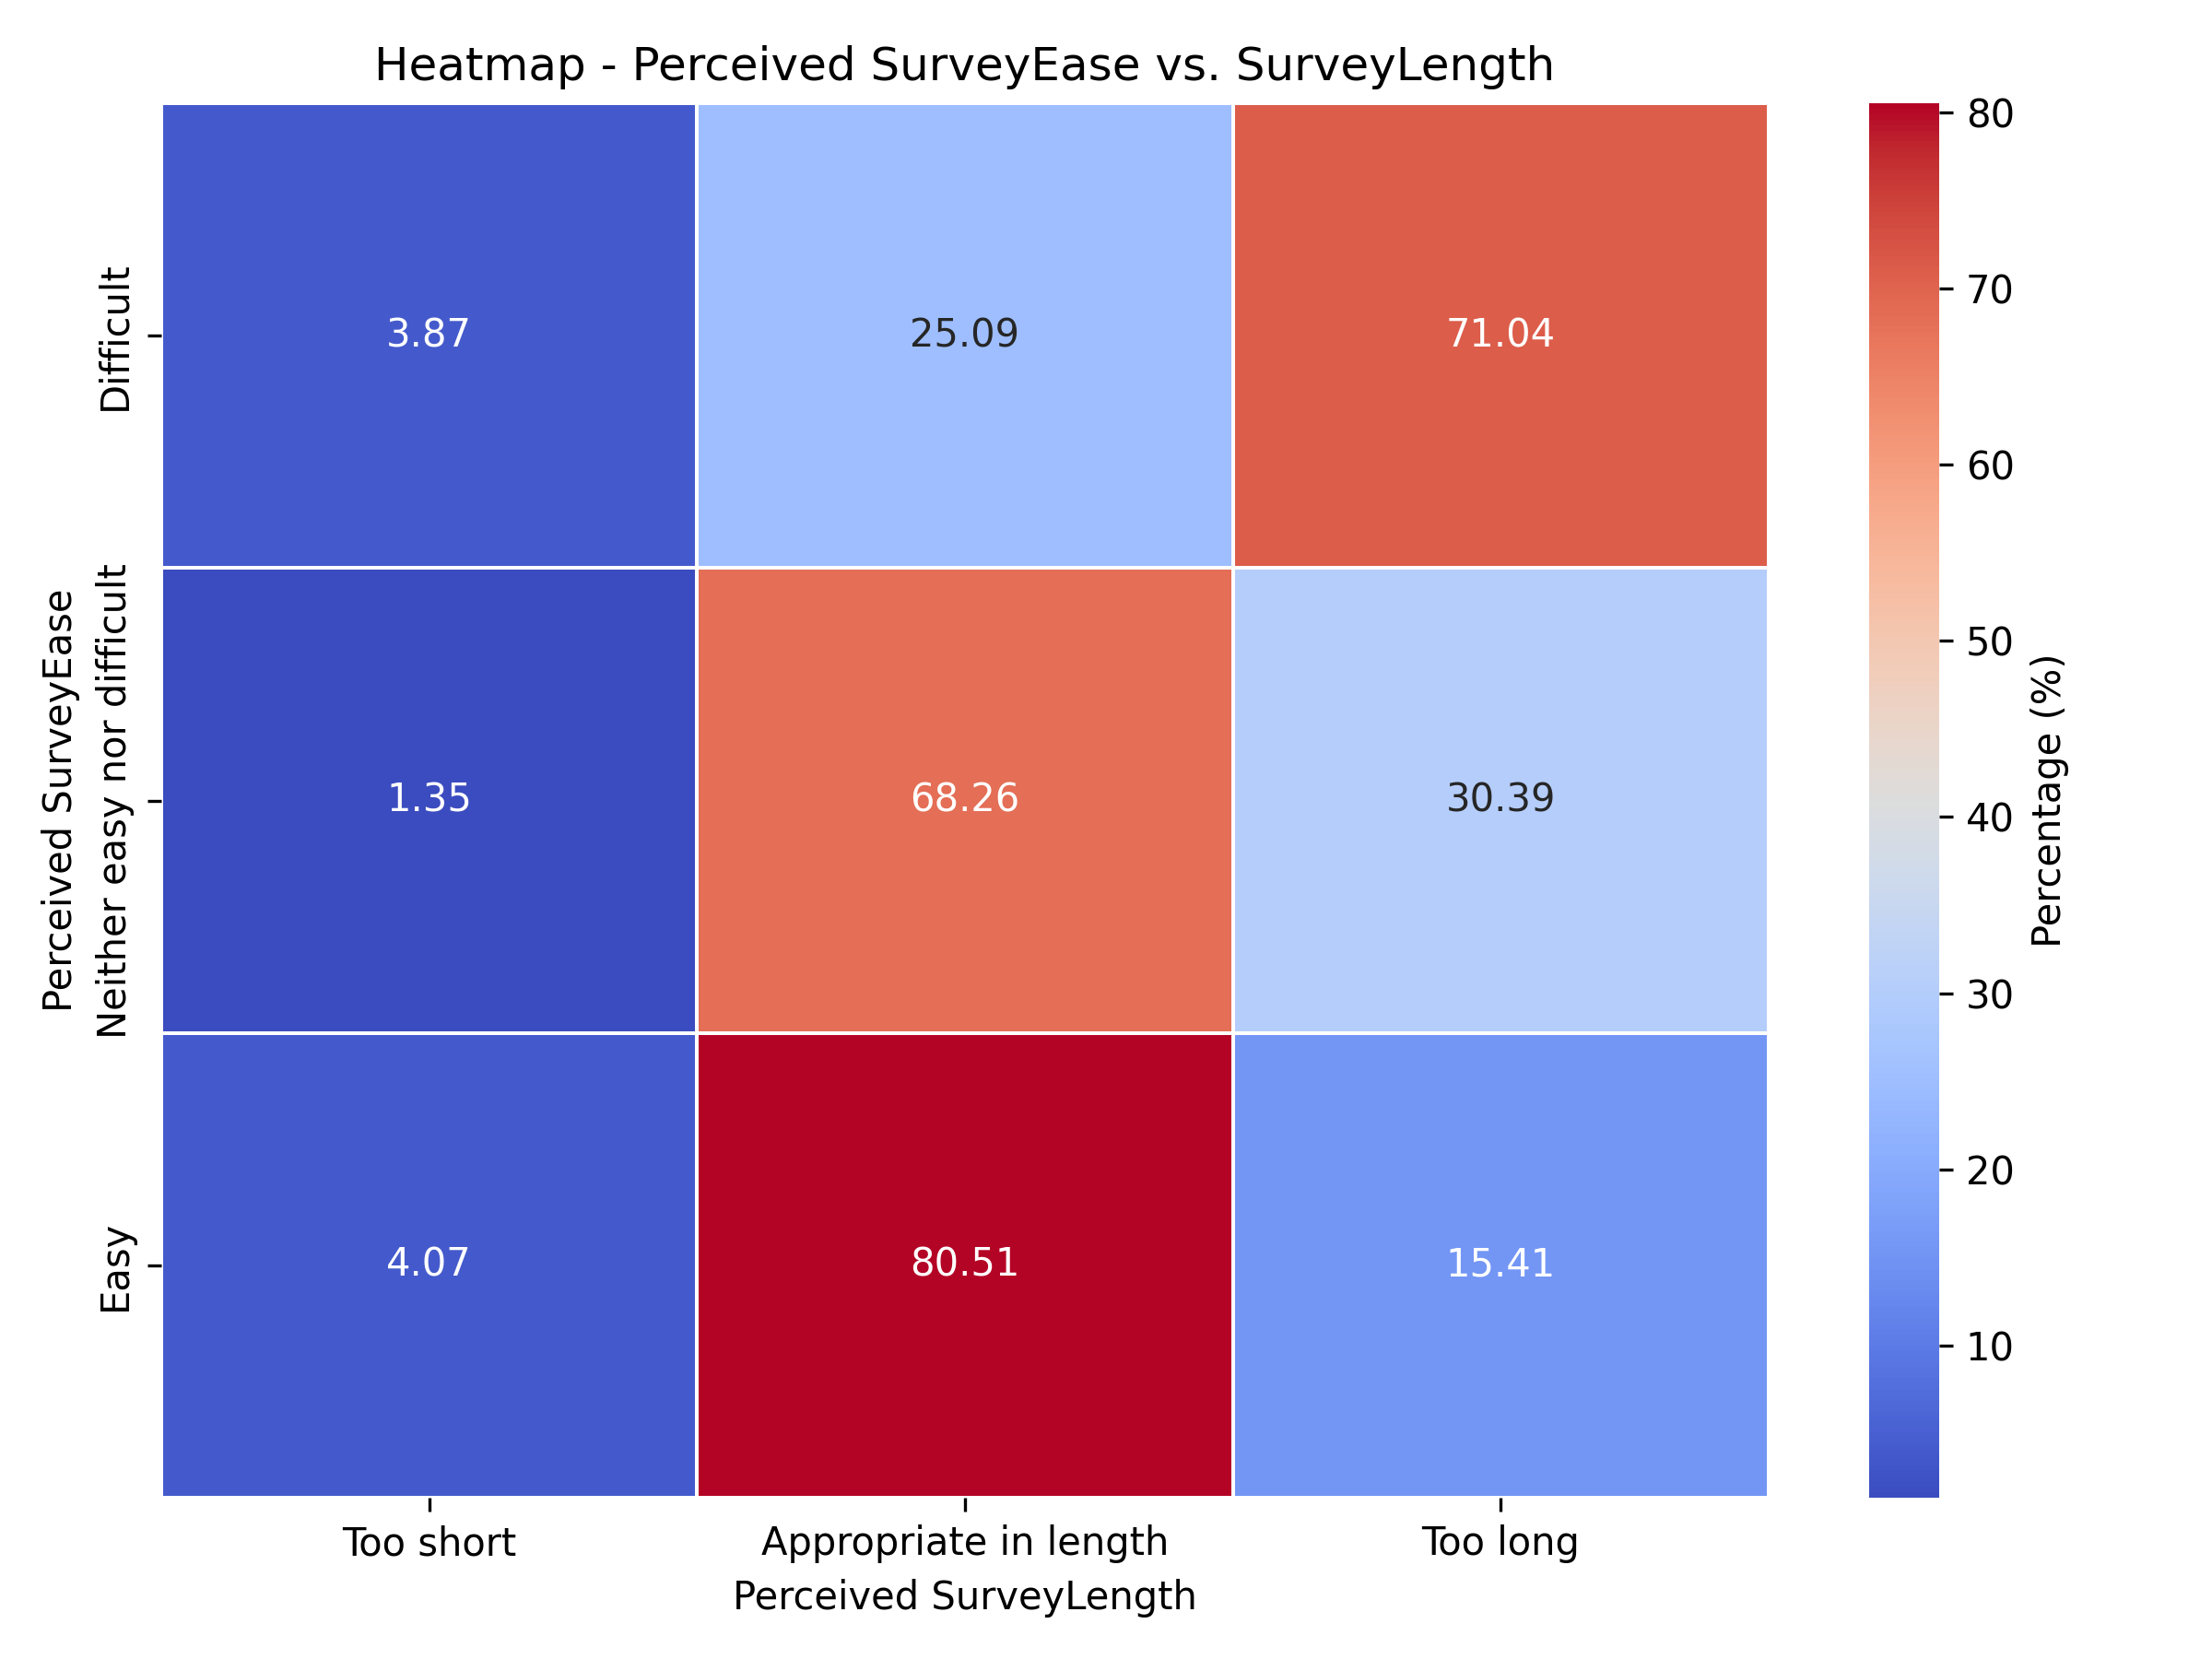 Heatmap - Perceived SurveyEase vs. SurveyLength
Perceived SurveyEase
Difficult
3.87 25.09 71.04
Neither easy nor difficult
1.35 68.26 30.39
Easy
4.07 80.51 15.41
Too short Appropriate in length Too long
Perceived SurveyLength
80
70
60
50
40
30
20
10
Percentage (%)